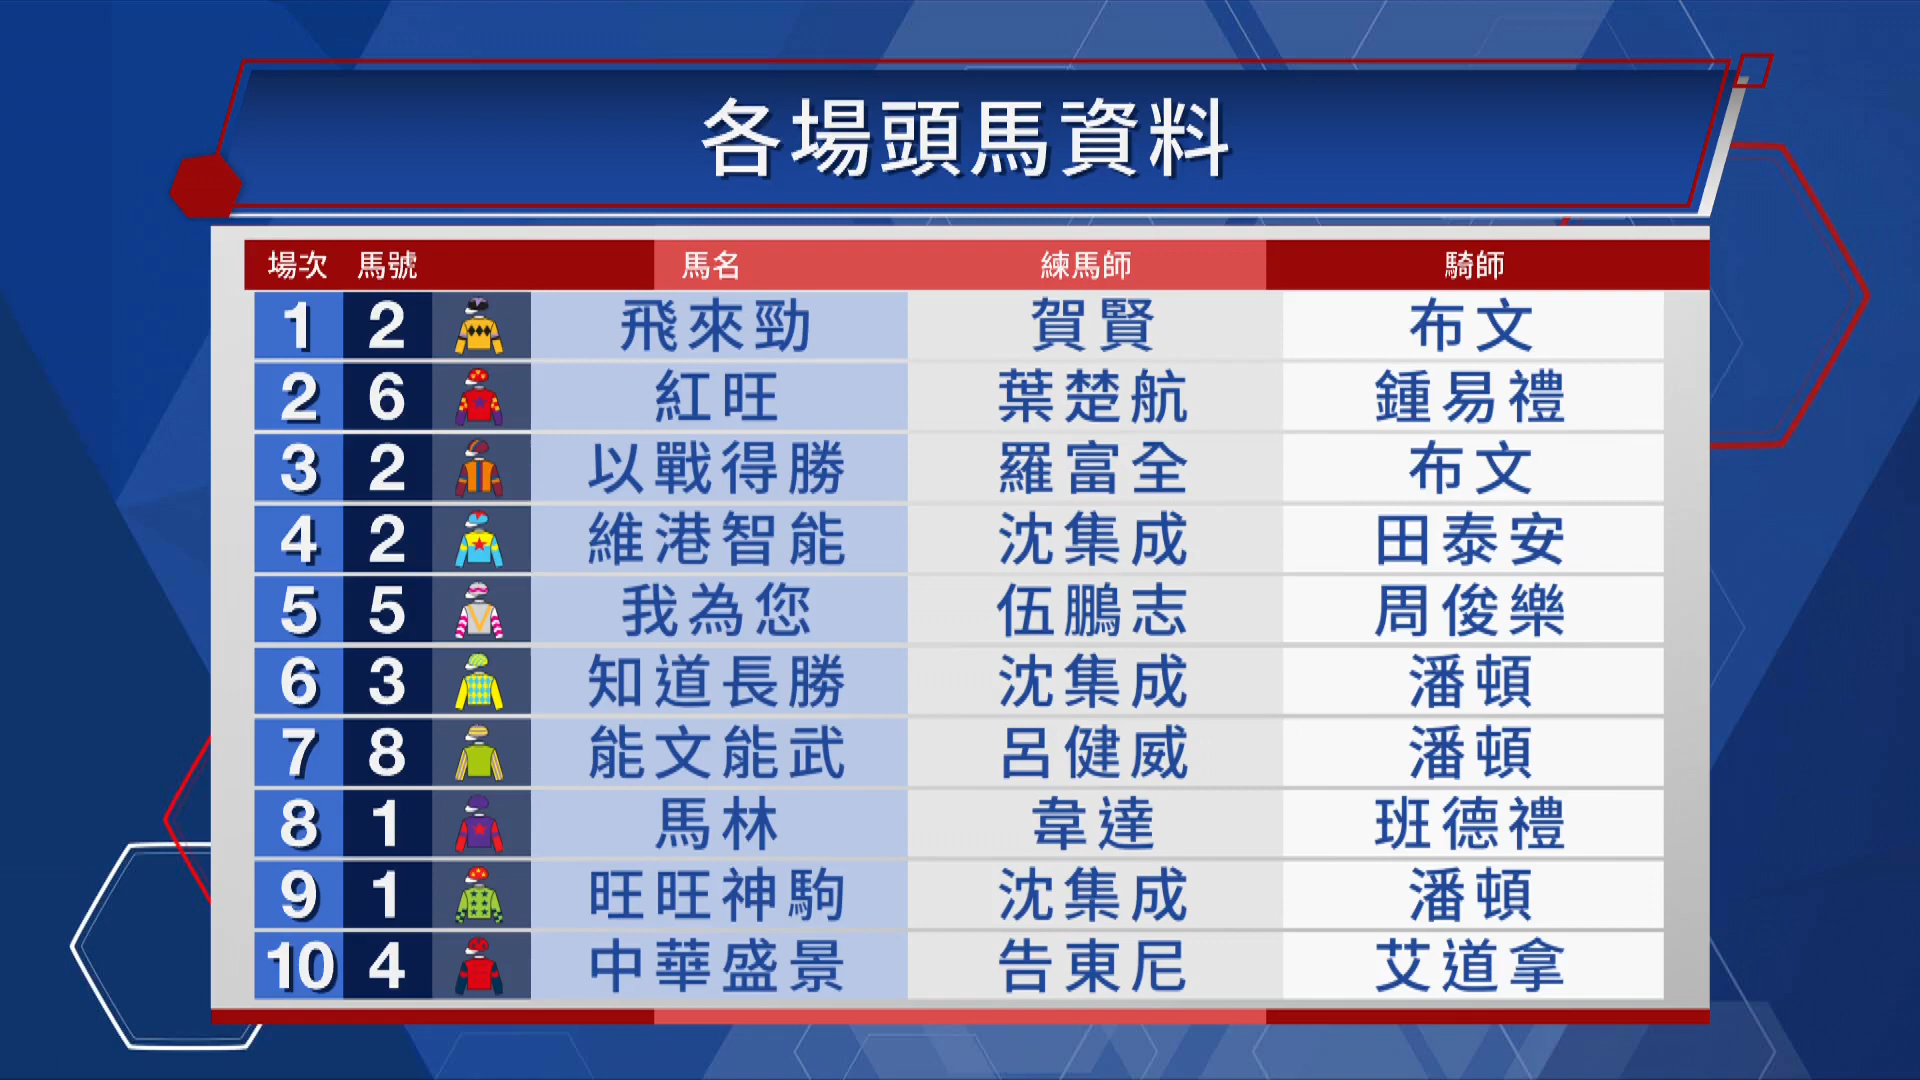 各場頭馬資料
場次 馬號 馬名 練馬師 騎師
1 2 飛來勁 賀賢 布文
2 6 紅旺 葉楚航 鍾易禮
3 2 以戰得勝 羅富全 布文
4 2 維港智能 沈集成 田泰安
5 5 我為您 伍鵬志 周俊樂
6 3 知道長勝 沈集成 潘頓
7 8 能文能武 呂健威 潘頓
8 1 馬林 韋達 班德禮
9 1 旺旺神駒 沈集成 潘頓
10 4 中華盛景 告東尼 艾道拿